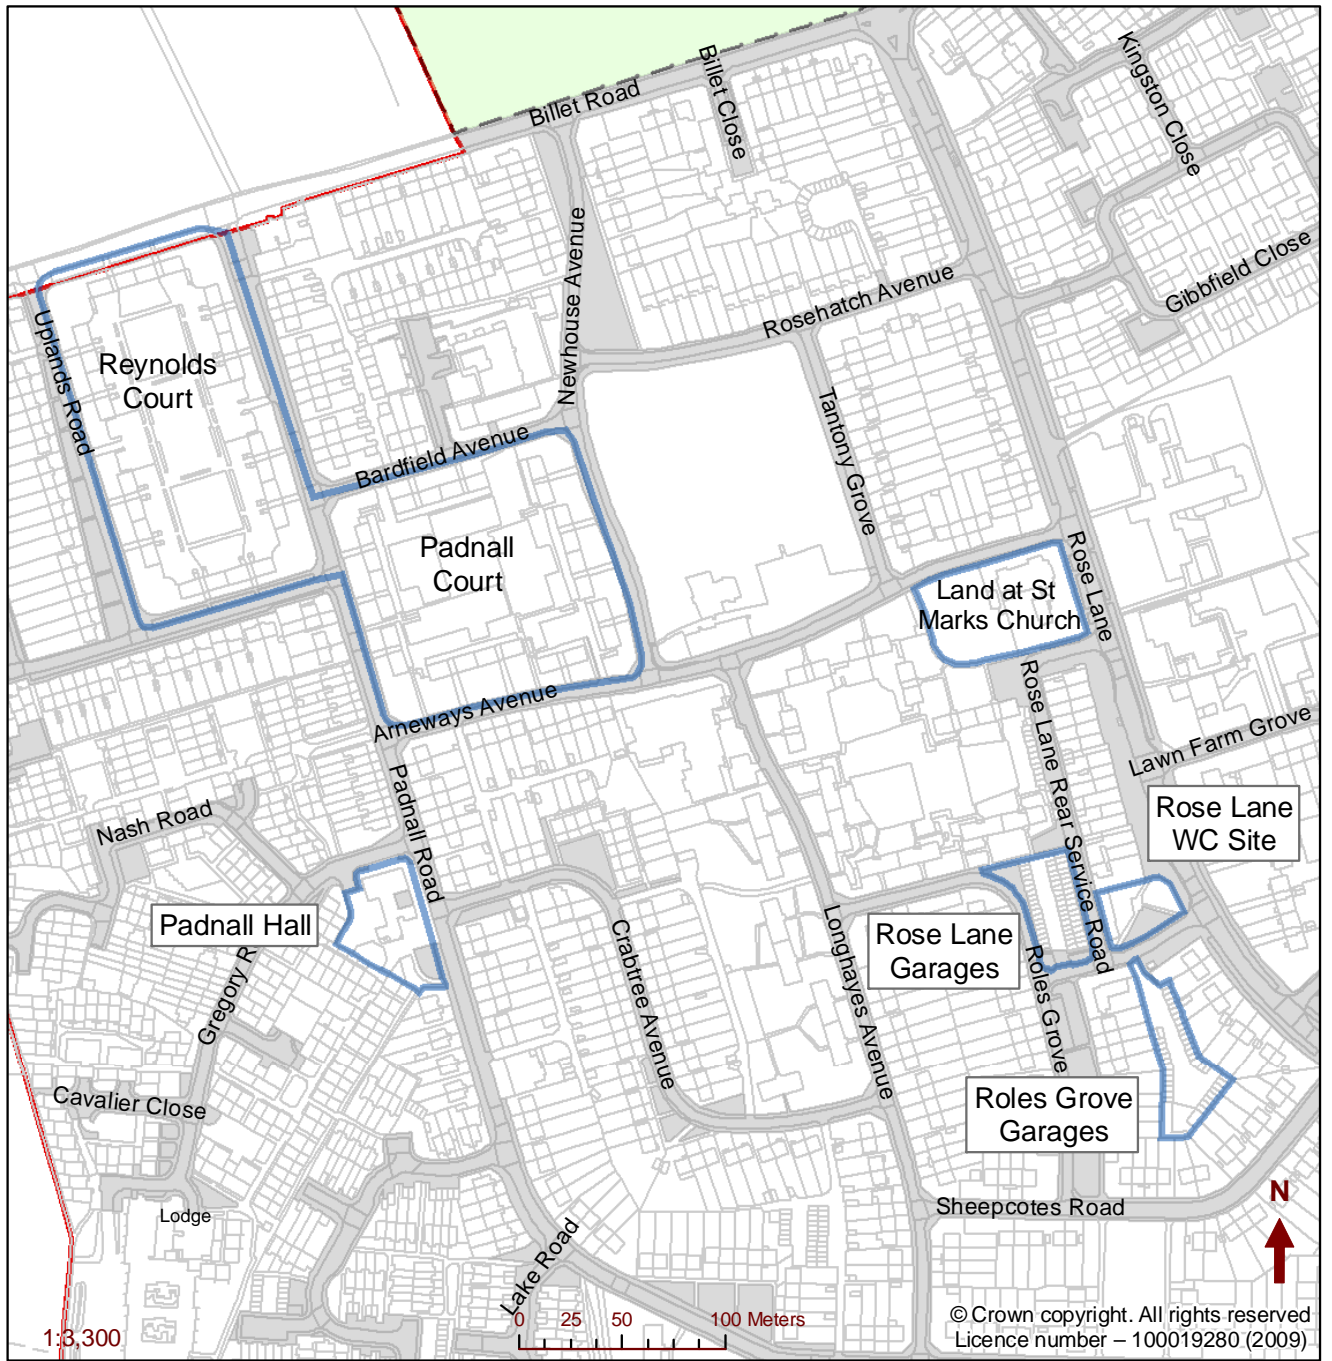 Kingston Close
Billet Close
Billet Road
Newhouse Avenue
Gibbfield Close
Rosehatch Avenue
Uplands Road
Reynolds
Court
Tantony Grove
Bardfield Avenue
Padnall
Court
Rose Lane
Land at St
Marks Church
Arneways Avenue
Rose Lane Rear Service Road
Lawn Farm Grove
Padnall Road
Nash Road
Rose Lane
WC Site
Padnall Hall
Gregory R
Crabtree Avenue
Longhayes Avenue
Rose Lane
Garages
Roles Grove
Cavalier Close
Roles Grove
Garages
Lodge
Sheepcotes Road
N
Lake Road
0 25 50 100 Meters
1:3,300
© Crown copyright. All rights reserved
Licence number – 100019280 (2009)